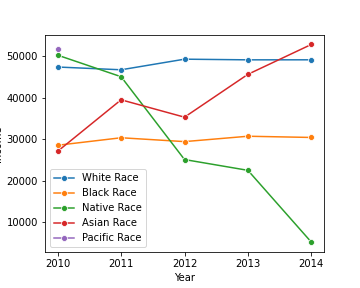 50000
40000
30000
20000
10000
White Race
Black Race
Native Race
Asian Race
Pacific Race
2010 2011 2012 2013 2014
Year